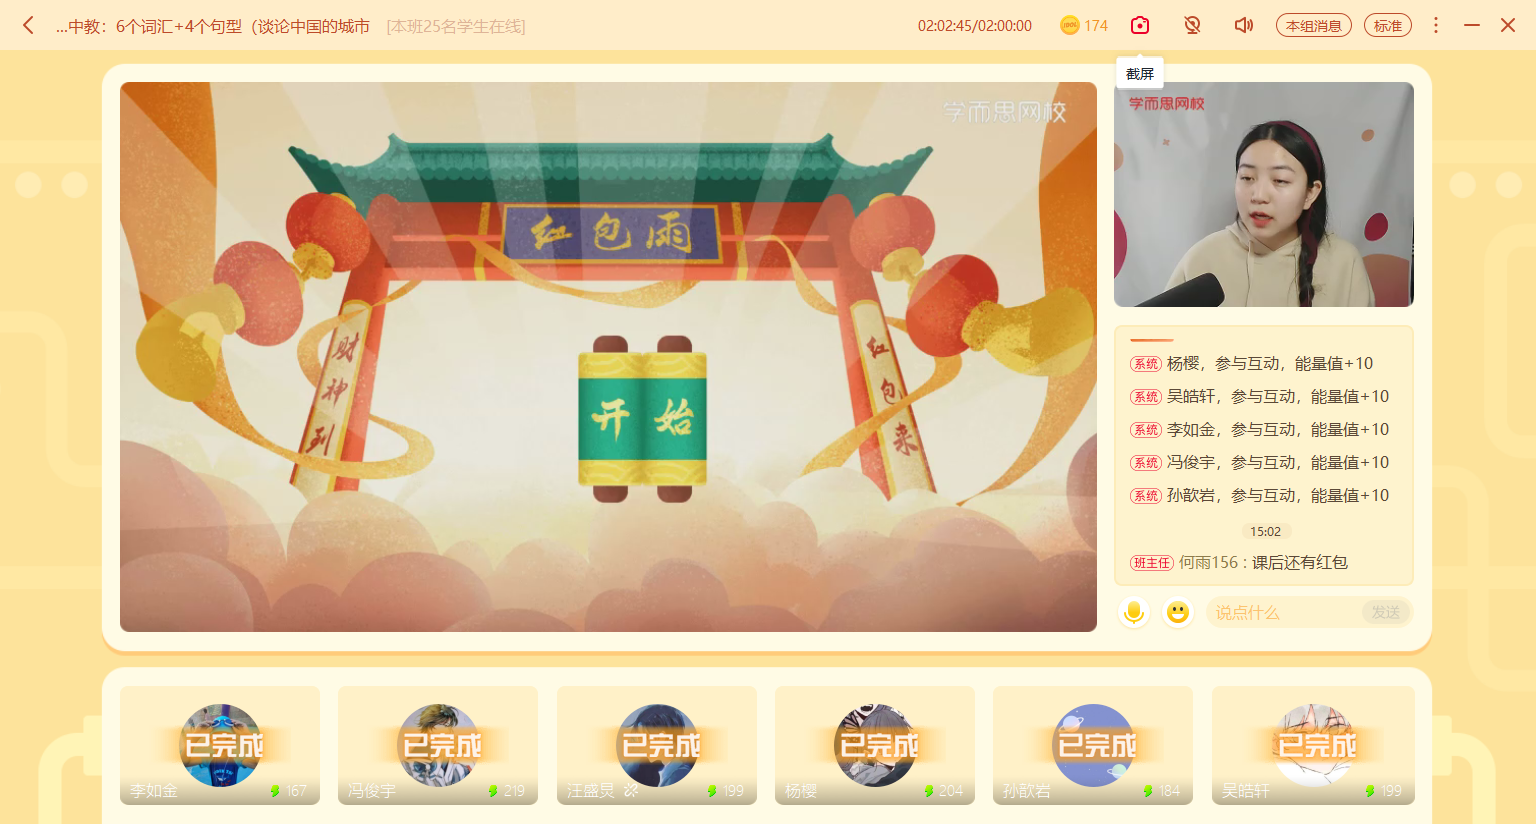 ...中教：6个词汇+4个句型（谈论中国的城市
[本班25名学生在线]
02:02:45/02:00:00
174
本组消息
标准
截屏
学而思网校
学而思网校
红包雨
财神到
红包来
开始
系统 杨樱，参与互动，能量值+10
系统 吴皓轩，参与互动，能量值+10
系统 李如金，参与互动，能量值+10
系统 冯俊宇，参与互动，能量值+10
系统 孙歆岩，参与互动，能量值+10
15:02
班主任 何雨156 : 课后还有红包
说点什么
发送
已完成
李如金 167
已完成
冯俊宇 219
已完成
汪盛炅 199
已完成
杨樱 204
已完成
孙歆岩 184
已完成
吴皓轩 199